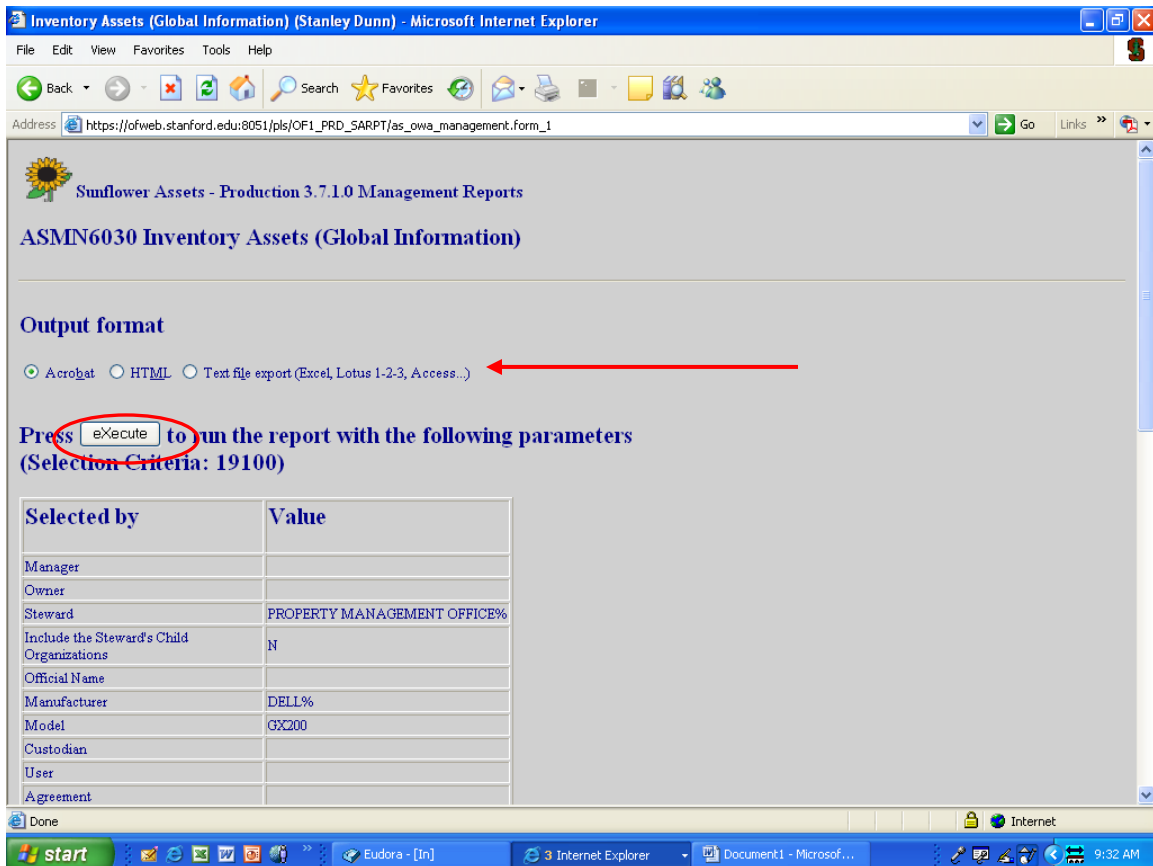 Inventory Assets (Global Information) (Stanley Dunn) - Microsoft Internet Explorer
File Edit View Favorites Tools Help
Back Search Favorites
Address https://ofweb.stanford.edu:8051/pls/OF1_PRD_SARPT/as_owa_management.form_1 Go Links »
Sunflower Assets - Production 3.7.1.0 Management Reports
ASMN6030 Inventory Assets (Global Information)
Output format
Acrobat HTML Text file export (Excel, Lotus 1-2-3, Access...)
Press eXecute to run the report with the following parameters
(Selection Criteria: 19100)
Selected by Value
Manager
Owner
Steward PROPERTY MANAGEMENT OFFICE%
Include the Steward's Child
Organizations N
Official Name
Manufacturer DELL%
Model GX200
Custodian
User
Agreement
Done Internet
start » Eudora - [In] 3 Internet Explorer Document1 - Microsof... 9:32 AM